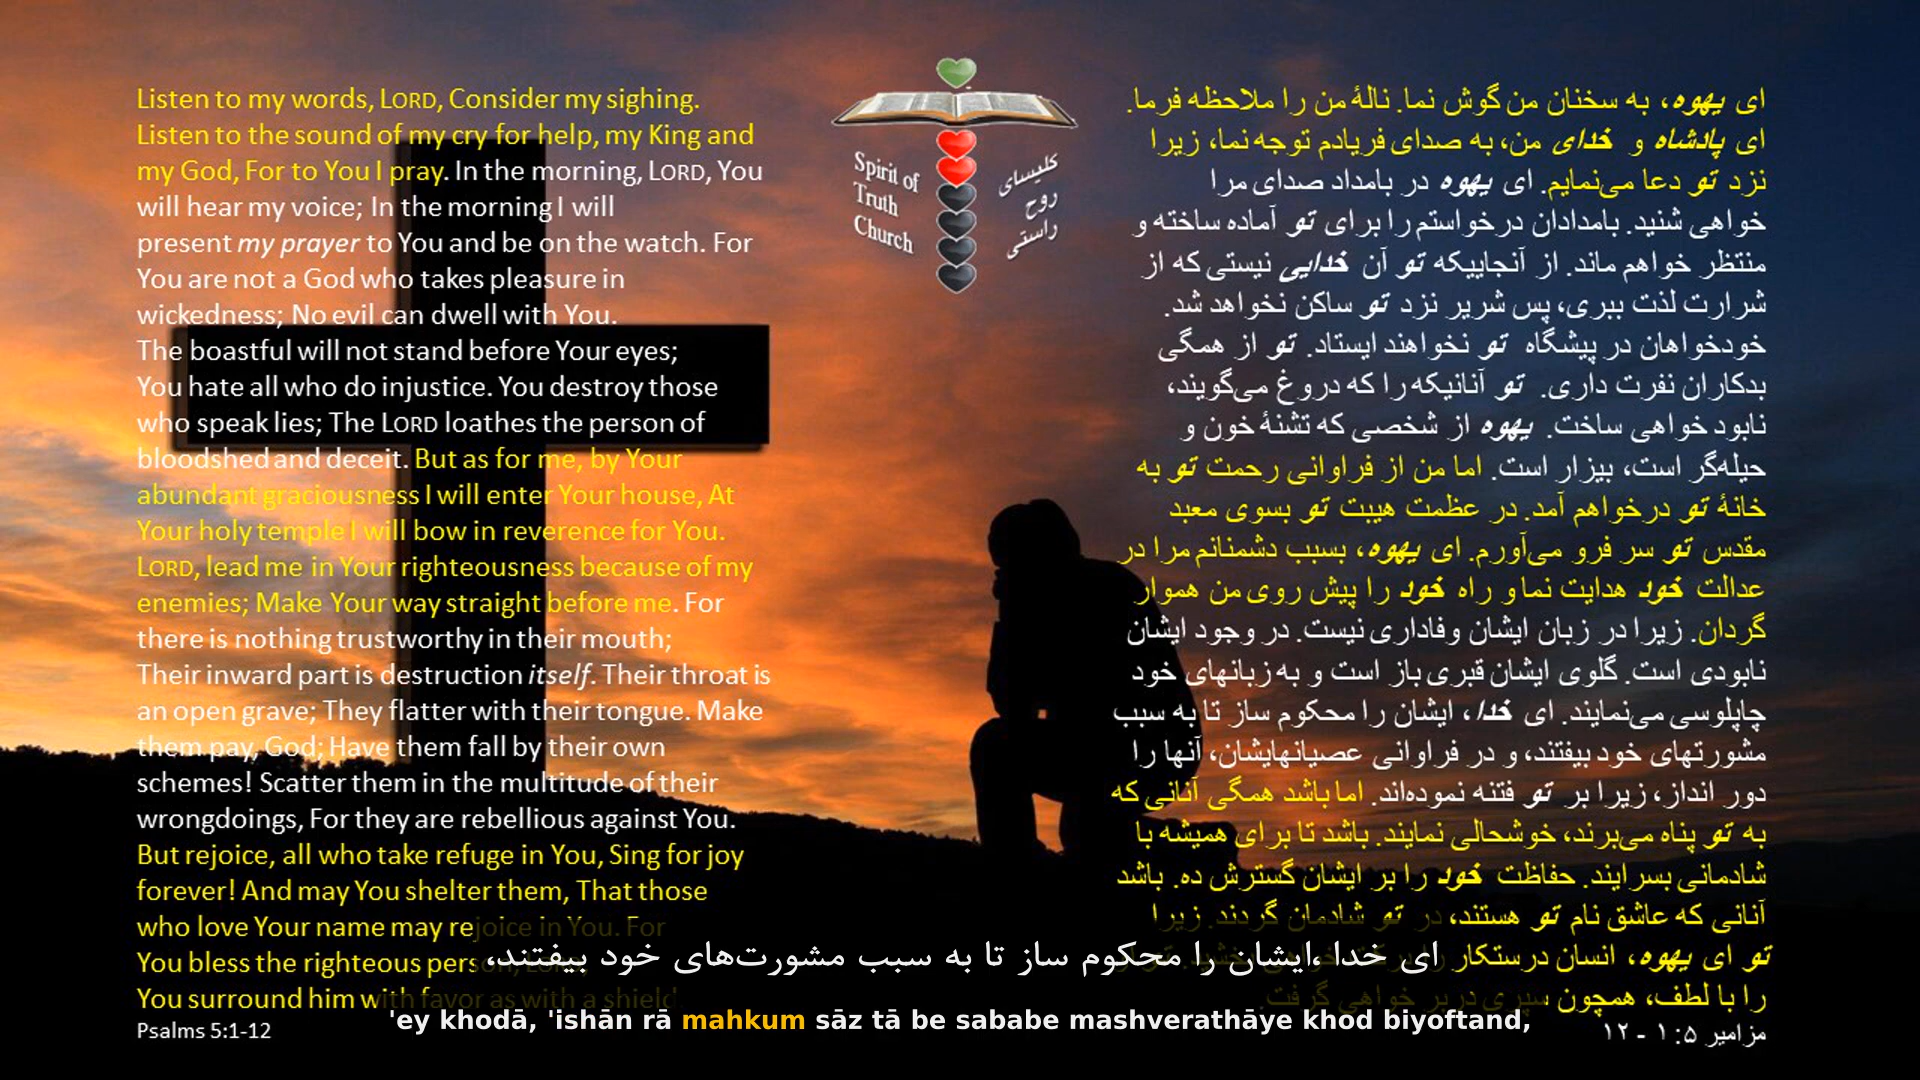 Listen to my words, LORD, Consider my sighing.
Listen to the sound of my cry for help, my King and
my God, For to You I pray. In the morning, LORD, You
will hear my voice; In the morning I will
present my prayer to You and be on the watch. For
You are not a God who takes pleasure in
wickedness; No evil can dwell with You.
The boastful will not stand before Your eyes;
You hate all who do injustice. You destroy those
who speak lies; The LORD loathes the person of
bloodshed and deceit. But as for me, by Your
abundant graciousness I will enter Your house, At
Your holy temple I will bow in reverence for You.
LORD, lead me in Your righteousness because of my
enemies; Make Your way straight before me. For
there is nothing trustworthy in their mouth;
Their inward part is destruction itself. Their throat is
an open grave; They flatter with their tongue. Make
them pay, God; Have them fall by their own
schemes! Scatter them in the multitude of their
wrongdoings, For they are rebellious against You.
But rejoice, all who take refuge in You, Sing for joy
forever! And may You shelter them, That those
who love Your name may rejoice in You. For
You bless the righteous person,
You surround him with favor as with a shield.
Psalms 5:1-12
Spirit of
Truth
Church
کلیسای
روح
راستی
ای یهوه، به سخنان من گوش نما. نالهٔ من را ملاحظه فرما.
ای پادشاه و خدای من، به صدای فریادم توجه نما، زیرا
نزد تو دعا می‌نمایم. ای یهوه در بامداد صدای مرا
خواهی شنید. بامدادان درخواستم را برای تو آماده ساخته و
منتظر خواهم ماند. از آنجاییکه تو آن خدایی نیستی که از
شرارت لذت ببری، پس شریر نزد تو ساکن نخواهد شد.
خودخواهان در پیشگاه تو نخواهند ایستاد. تو از همگی
بدکاران نفرت داری. تو آنانیکه را که دروغ می‌گویند،
نابود خواهی ساخت. یهوه از شخصی که تشنهٔ خون و
حیله‌گر است، بیزار است. اما من از فراوانی رحمت تو به
خانهٔ تو درخواهم آمد. در عظمت هیبت تو بسوی معبد
مقدس تو سر فرو می‌آورم. ای یهوه، بسبب دشمنانم مرا در
عدالت خود هدایت نما و راه خود را پیش روی من هموار
گردان. زیرا در زبان ایشان وفاداری نیست. در وجود ایشان
نابودی است. گلوی ایشان قبری باز است و به زبانهای خود
چاپلوسی می‌نمایند. ای خدا، ایشان را محکوم ساز تا به سبب
مشورتهای خود بیفتند، و در فراوانی عصیانهایشان، آنها را
دور انداز، زیرا بر تو فتنه نموده‌اند. اما باشد همگی آنانی که
به تو پناه می‌برند، خوشحالی نمایند. باشد تا برای همیشه با
شادمانی بسرایند. حفاظت خود را بر ایشان گسترش ده. باشد
آنانی که عاشق نام تو هستند، در تو شادمان گردند. زیرا
تو ای یهوه، انسان درستکار را
را با لطف، همچون سپری دربر خواهی گرفت.
مزامیر ۵: ۱ - ۱۲
ای خدا، ایشان را محکوم ساز تا به سبب مشورت‌های خود بیفتند،
'ey khodā, 'ishān rā mahkum sāz tā be sababe mashverathāye khod biyoftand,